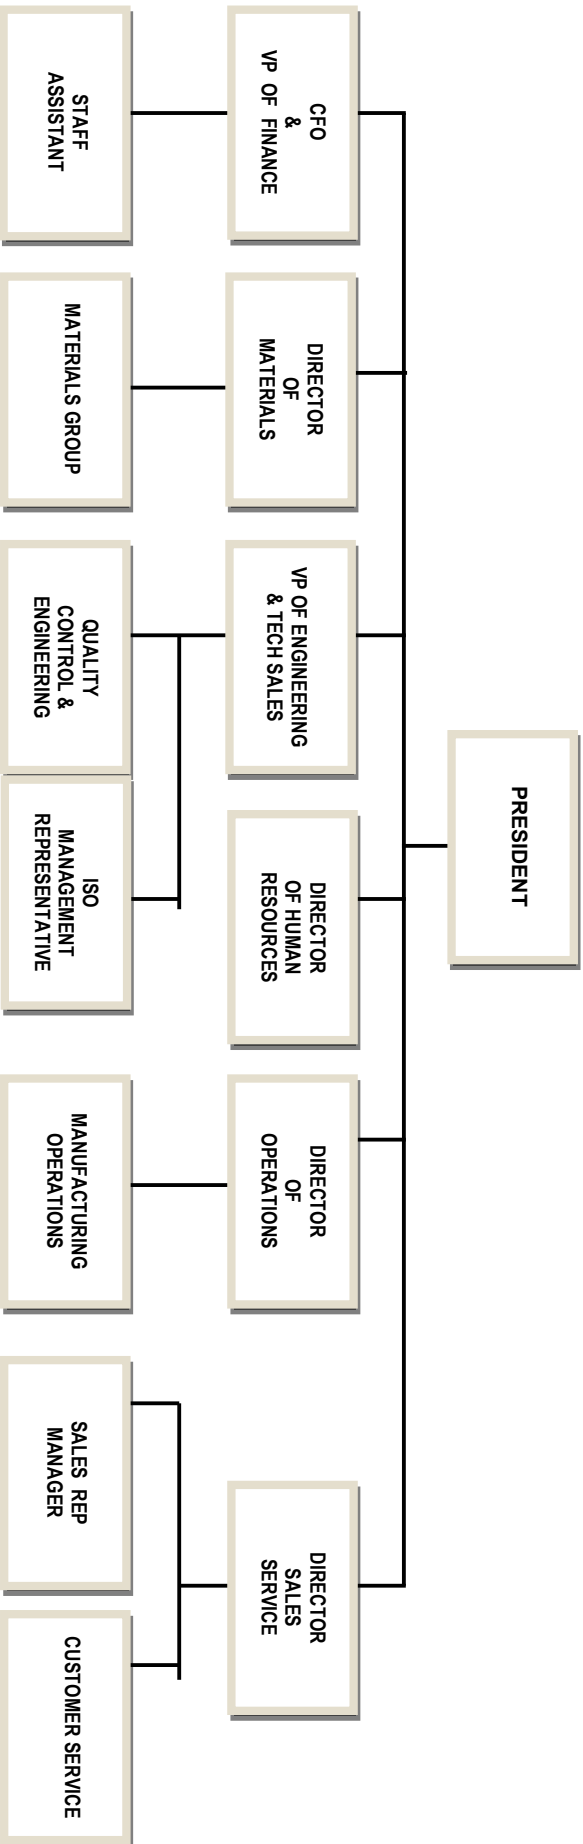 PRESIDENT
CFO
&
VP OF FINANCE
DIRECTOR
OF
MATERIALS
VP OF ENGINEERING
& TECH SALES
DIRECTOR
OF HUMAN
RESOURCES
DIRECTOR
OF
OPERATIONS
DIRECTOR
SALES
SERVICE
STAFF
ASSISTANT
MATERIALS GROUP
QUALITY
CONTROL &
ENGINEERING
ISO
MANAGEMENT
REPRESENTATIVE
MANUFACTURING
OPERATIONS
SALES REP
MANAGER
CUSTOMER SERVICE